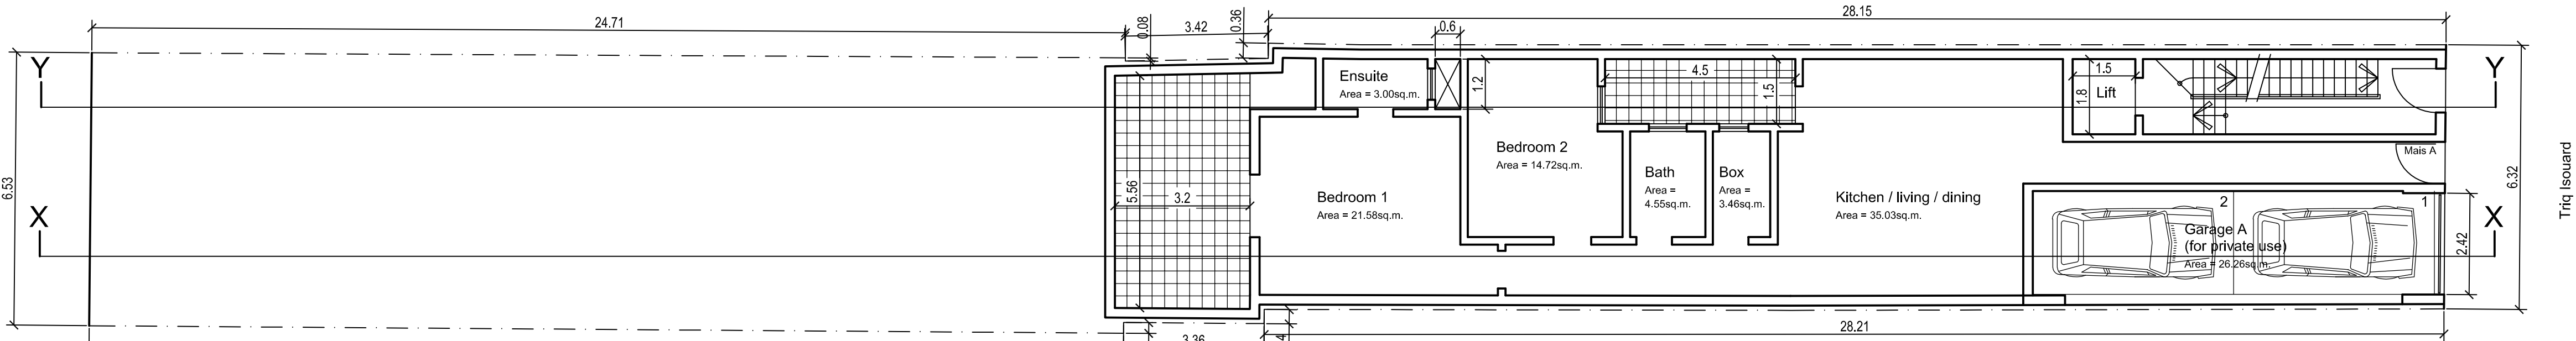 24.71
0.08
3.42
0.36
28.15
0.6
Y
Ensuite
Area = 3.00sq.m.
1.2
4.5
1.5
1.5
1.8
Lift
Y
6.53
5.56
3.2
Bedroom 1
Area = 21.58sq.m.
Bedroom 2
Area = 14.72sq.m.
Bath
Area =
4.55sq.m.
Box
Area =
3.46sq.m.
Kitchen / living / dining
Area = 35.03sq.m.
Mais A
6.32
Triq Isouard
X
2
1
Garage A
(for private use)
Area = 26.26sq.m.
2.42
X
3.36
28.21